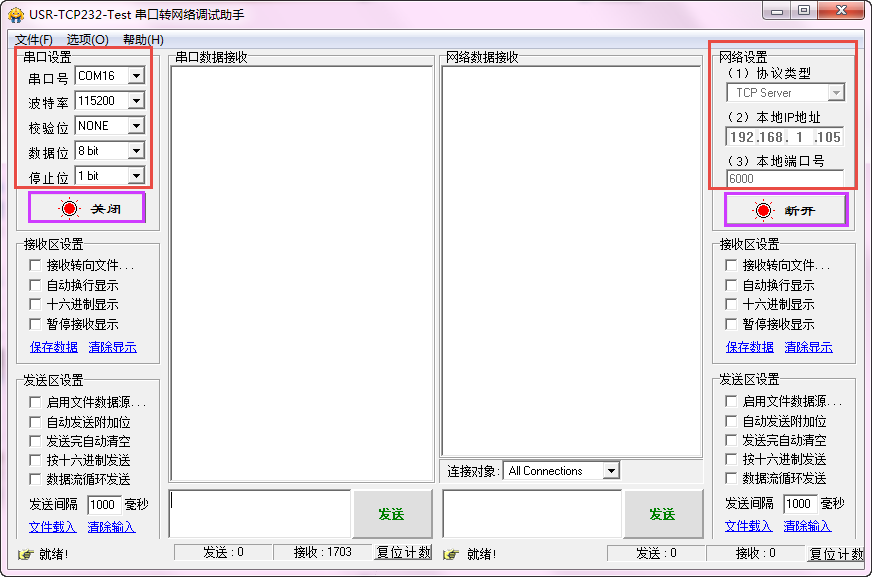 USR-TCP232-Test 串口转网络调试助手
文件(F) 选项(O) 帮助(H)
串口设置
串口号 COM16
波特率 115200
校验位 NONE
数据位 8 bit
停止位 1 bit
关闭
接收区设置
接收转向文件...
自动换行显示
十六进制显示
暂停接收显示
保存数据 清除显示
发送区设置
启用文件数据源...
自动发送附加位
发送完自动清空
按十六进制发送
数据流循环发送
发送间隔 1000 毫秒
文件载入 清除输入
就绪!
串口数据接收
发送
发送 : 0 接收 : 1703 复位计数
网络数据接收
连接对象: All Connections
发送
就绪!
发送 : 0 接收 : 0 复位计数
网络设置
(1) 协议类型
TCP Server
(2) 本地IP地址
192.168. 1 .105
(3) 本地端口号
6000
断开
接收区设置
接收转向文件...
自动换行显示
十六进制显示
暂停接收显示
保存数据 清除显示
发送区设置
启用文件数据源...
自动发送附加位
发送完自动清空
按十六进制发送
数据流循环发送
发送间隔 1000 毫秒
文件载入 清除输入